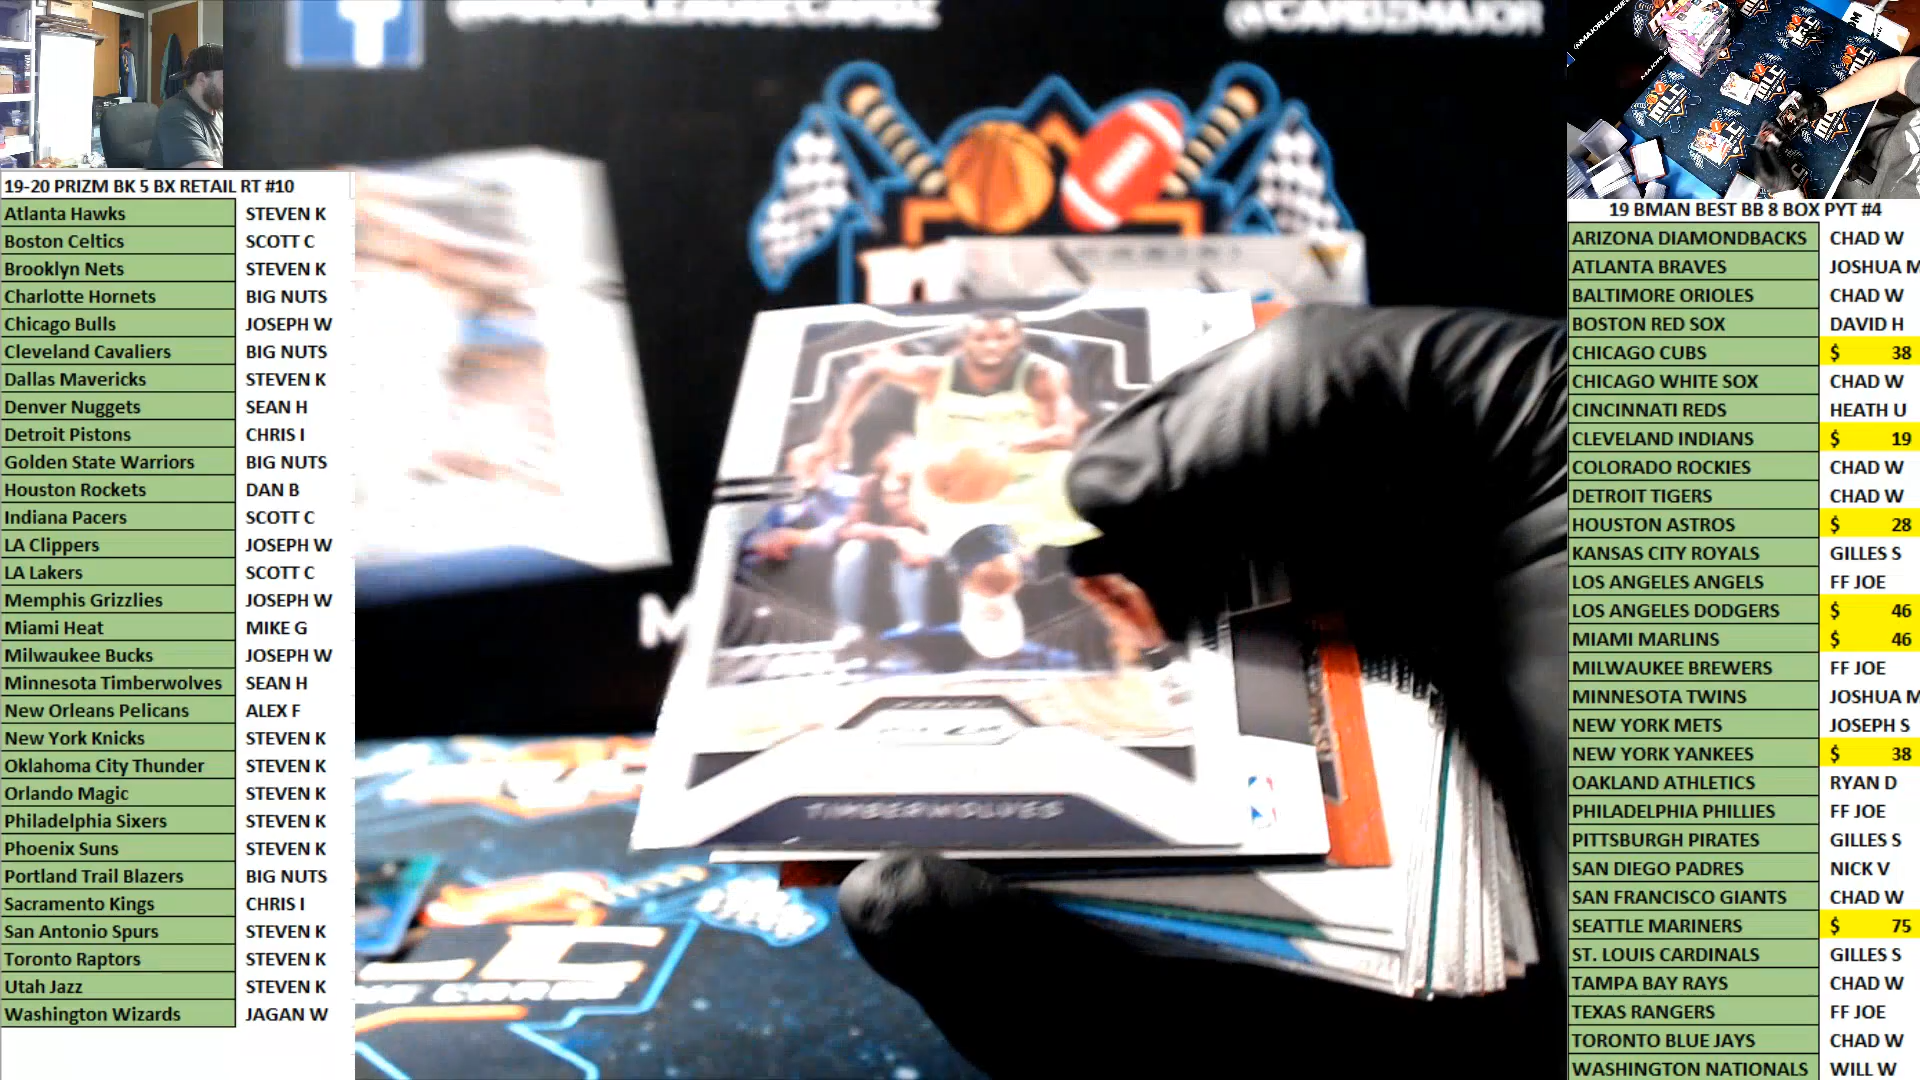 @CARDZMAJOR
19-20 PRIZM BK 5 BX RETAIL RT #10
Atlanta Hawks STEVEN K
Boston Celtics SCOTT C
Brooklyn Nets STEVEN K
Charlotte Hornets BIG NUTS
Chicago Bulls JOSEPH W
Cleveland Cavaliers BIG NUTS
Dallas Mavericks STEVEN K
Denver Nuggets SEAN H
Detroit Pistons CHRIS I
Golden State Warriors BIG NUTS
Houston Rockets DAN B
Indiana Pacers SCOTT C
LA Clippers JOSEPH W
LA Lakers SCOTT C
Memphis Grizzlies JOSEPH W
Miami Heat MIKE G
Milwaukee Bucks JOSEPH W
Minnesota Timberwolves SEAN H
New Orleans Pelicans ALEX F
New York Knicks STEVEN K
Oklahoma City Thunder STEVEN K
Orlando Magic STEVEN K
Philadelphia Sixers STEVEN K
Phoenix Suns STEVEN K
Portland Trail Blazers BIG NUTS
Sacramento Kings CHRIS I
San Antonio Spurs STEVEN K
Toronto Raptors STEVEN K
Utah Jazz STEVEN K
Washington Wizards JAGAN W
PANINI
PRIZM
TIMBERWOLVES
MLC
19 BMAN BEST BB 8 BOX PYT #4
ARIZONA DIAMONDBACKS CHAD W
ATLANTA BRAVES JOSHUA M
BALTIMORE ORIOLES CHAD W
BOSTON RED SOX DAVID H
CHICAGO CUBS $ 38
CHICAGO WHITE SOX CHAD W
CINCINNATI REDS HEATH U
CLEVELAND INDIANS $ 19
COLORADO ROCKIES CHAD W
DETROIT TIGERS CHAD W
HOUSTON ASTROS $ 28
KANSAS CITY ROYALS GILLES S
LOS ANGELES ANGELS FF JOE
LOS ANGELES DODGERS $ 46
MIAMI MARLINS $ 46
MILWAUKEE BREWERS FF JOE
MINNESOTA TWINS JOSHUA M
NEW YORK METS JOSEPH S
NEW YORK YANKEES $ 38
OAKLAND ATHLETICS RYAN D
PHILADELPHIA PHILLIES FF JOE
PITTSBURGH PIRATES GILLES S
SAN DIEGO PADRES NICK V
SAN FRANCISCO GIANTS CHAD W
SEATTLE MARINERS $ 75
ST. LOUIS CARDINALS GILLES S
TAMPA BAY RAYS CHAD W
TEXAS RANGERS FF JOE
TORONTO BLUE JAYS CHAD W
WASHINGTON NATIONALS WILL W